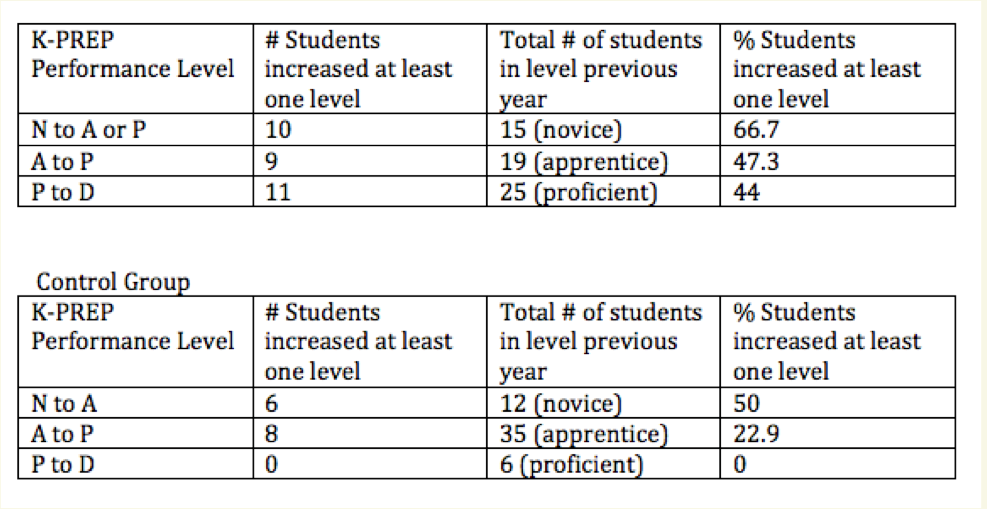 K-PREP Performance Level | # Students increased at least one level | Total # of students in level previous year | % Students increased at least one level
N to A or P | 10 | 15 (novice) | 66.7
A to P | 9 | 19 (apprentice) | 47.3
P to D | 11 | 25 (proficient) | 44
Control Group
K-PREP Performance Level | # Students increased at least one level | Total # of students in level previous year | % Students increased at least one level
N to A | 6 | 12 (novice) | 50
A to P | 8 | 35 (apprentice) | 22.9
P to D | 0 | 6 (proficient) | 0